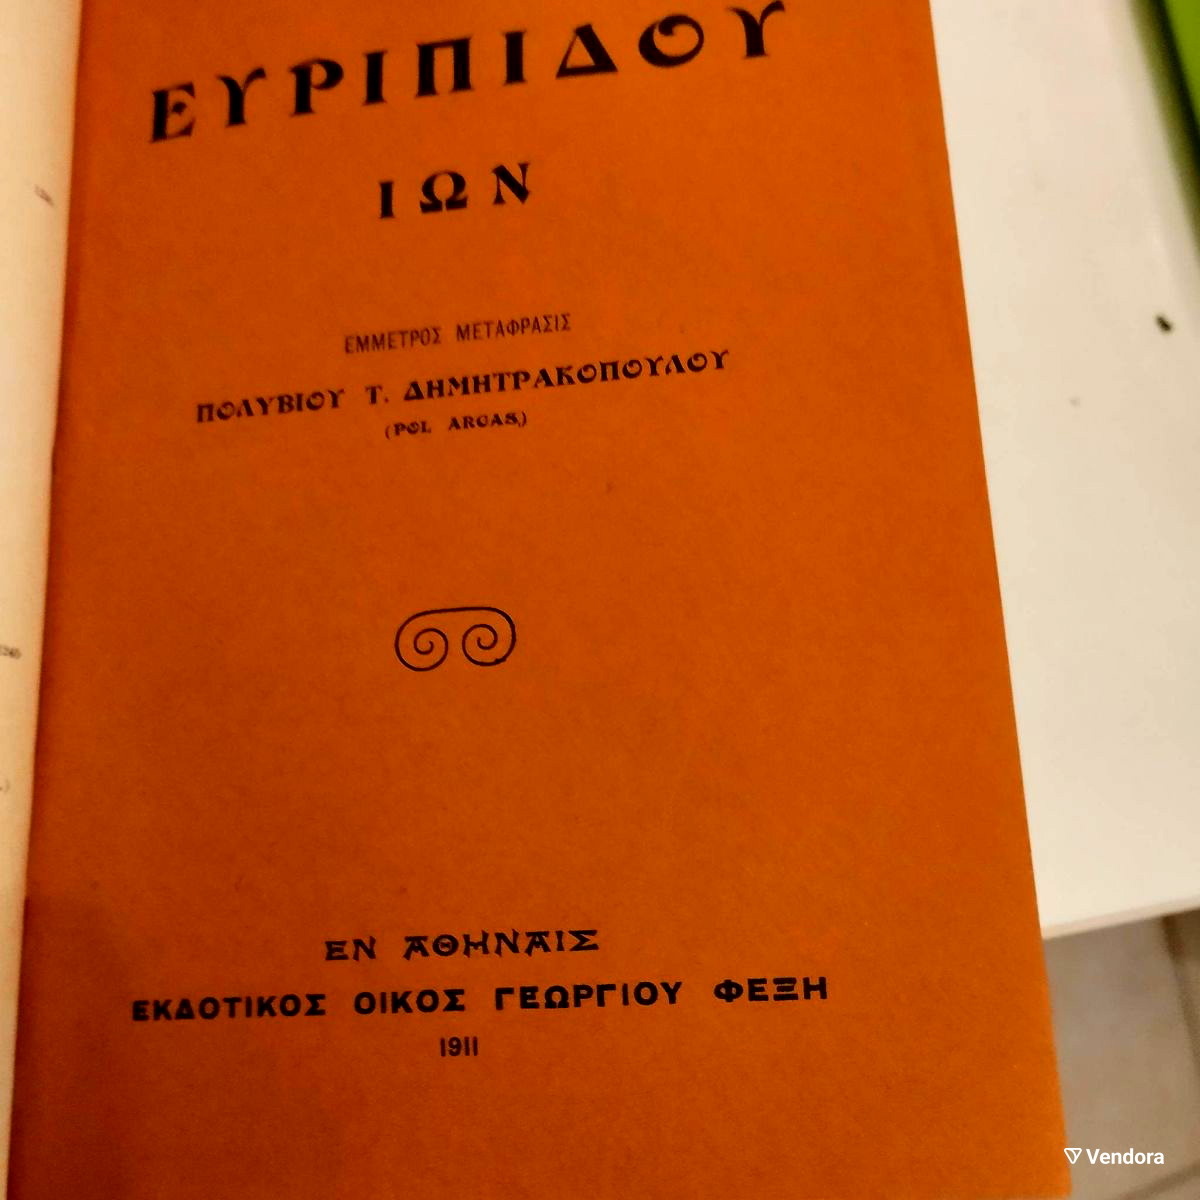 ΕΥΡΙΠΙΔΟΥ
ΙΩΝ
ΕΜΜΕΤΡΟΣ ΜΕΤΑΦΡΑΣΙΣ
ΠΟΛΥΒΙΟΥ Τ. ΔΗΜΗΤΡΑΚΟΠΟΥΛΟΥ
(POL ARCAS,)
ΕΝ ΑΘΗΝΑΙΣ
ΕΚΔΟΤΙΚΟΣ ΟΙΚΟΣ ΓΕΩΡΓΙΟΥ ΦΕΞΗ
1911
Vendora